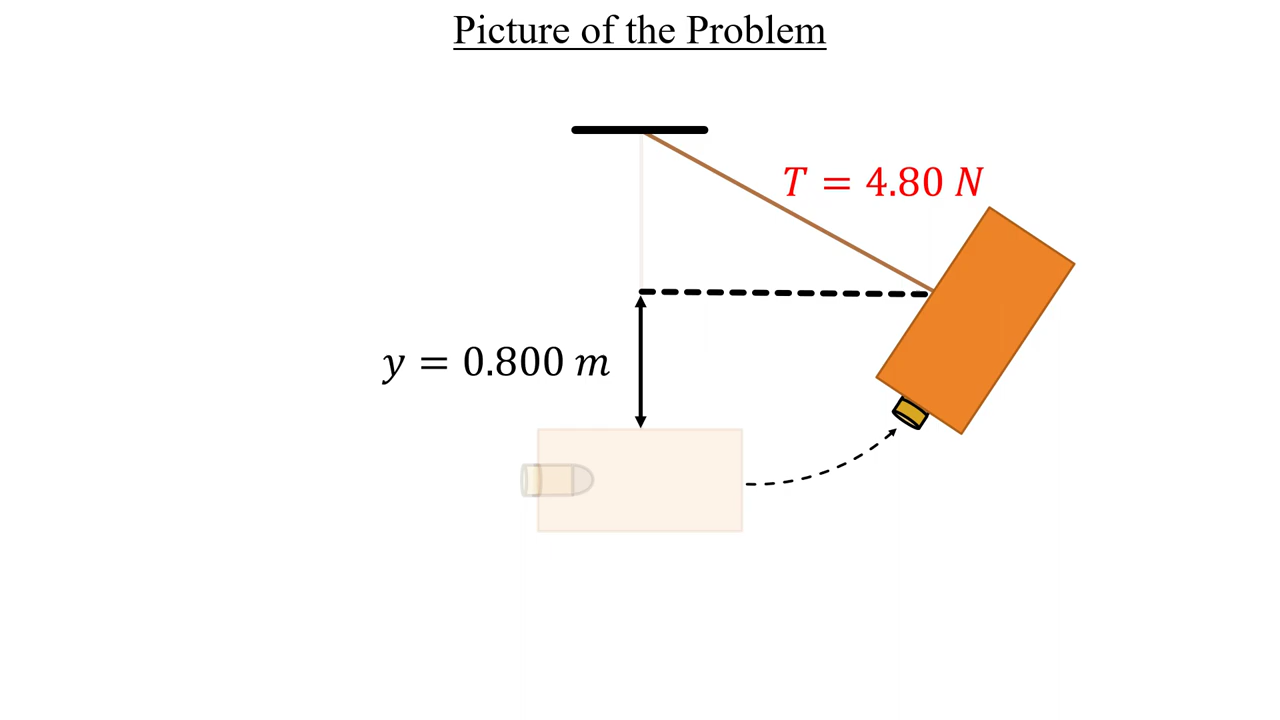 Picture of the Problem
T = 4.80 N
y = 0.800 m